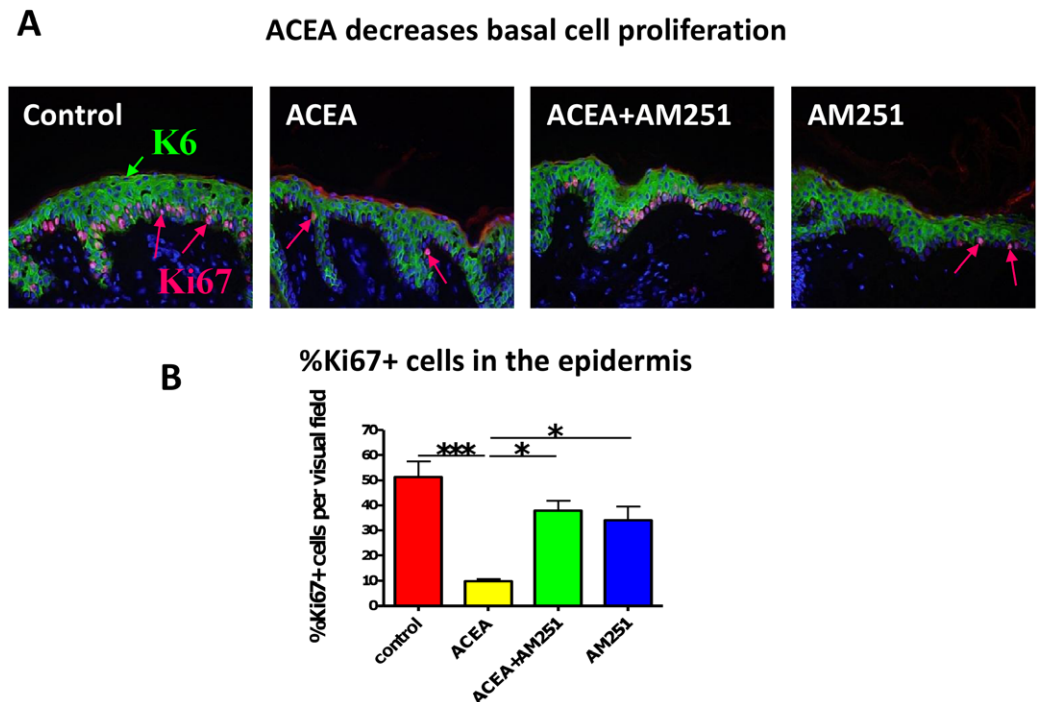 A
ACEA decreases basal cell proliferation
Control
ACEA
ACEA+AM251
AM251
K6
Ki67
B
%Ki67+ cells in the epidermis
%Ki67+ cells per visual field
70
60
50
40
30
20
10
0
***
*
*
control
ACEA
ACEA+AM251
AM251